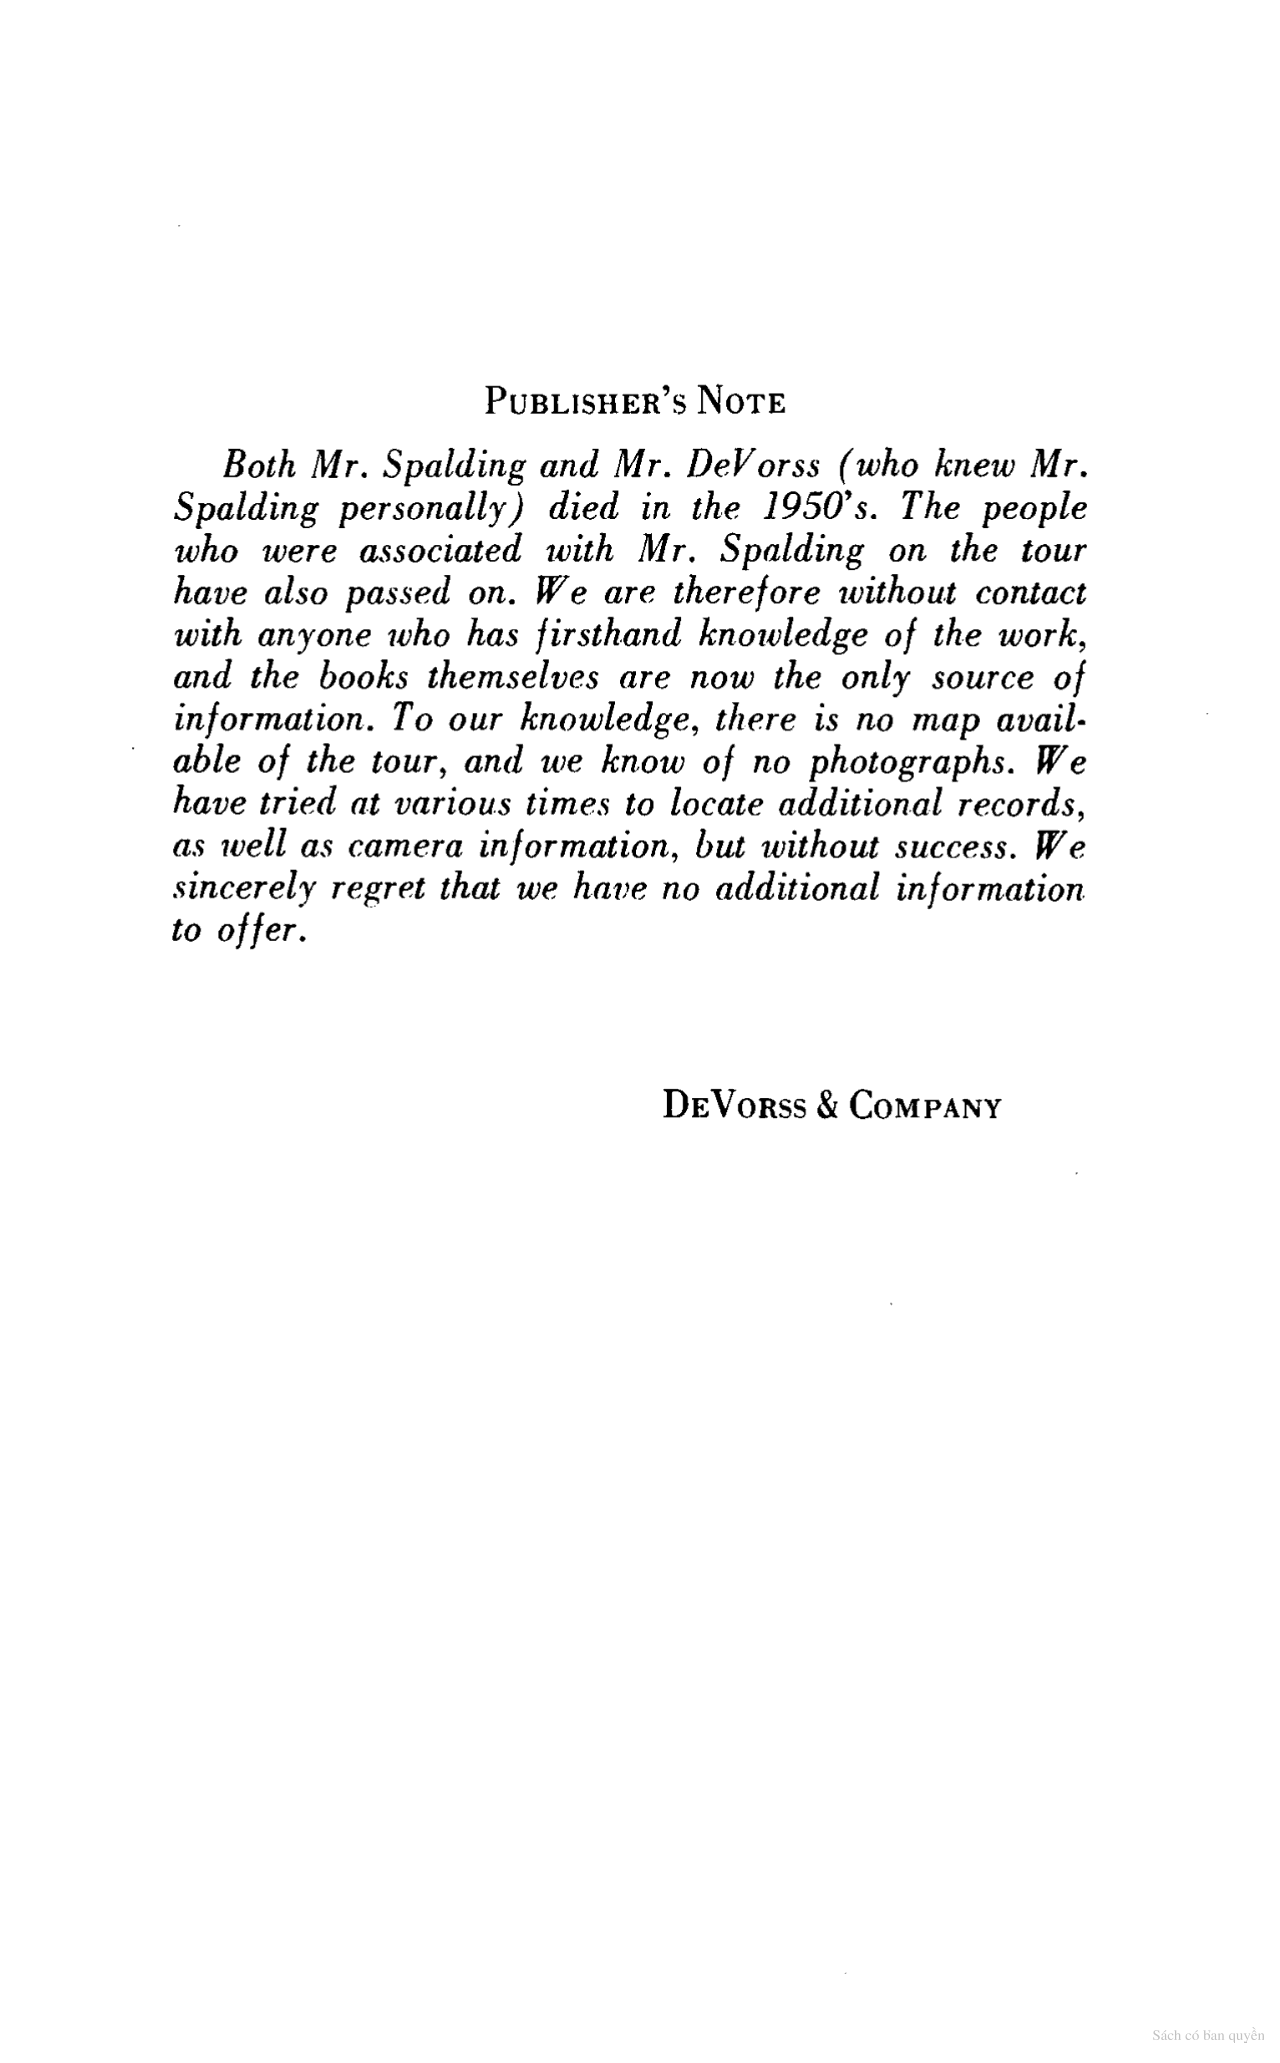 PUBLISHER'S NOTE
Both Mr. Spalding and Mr. DeVorss (who knew Mr.
Spalding personally) died in the 1950's. The people
who were associated with Mr. Spalding on the tour
have also passed on. We are therefore without contact
with anyone who has firsthand knowledge of the work,
and the books themselves are now the only source of
information. To our knowledge, there is no map avail-
able of the tour, and we know of no photographs. We
have tried at various times to locate additional records,
as well as camera information, but without success. We
sincerely regret that we have no additional information
to offer.
DEVORSS & COMPANY
Sách có bản quyền